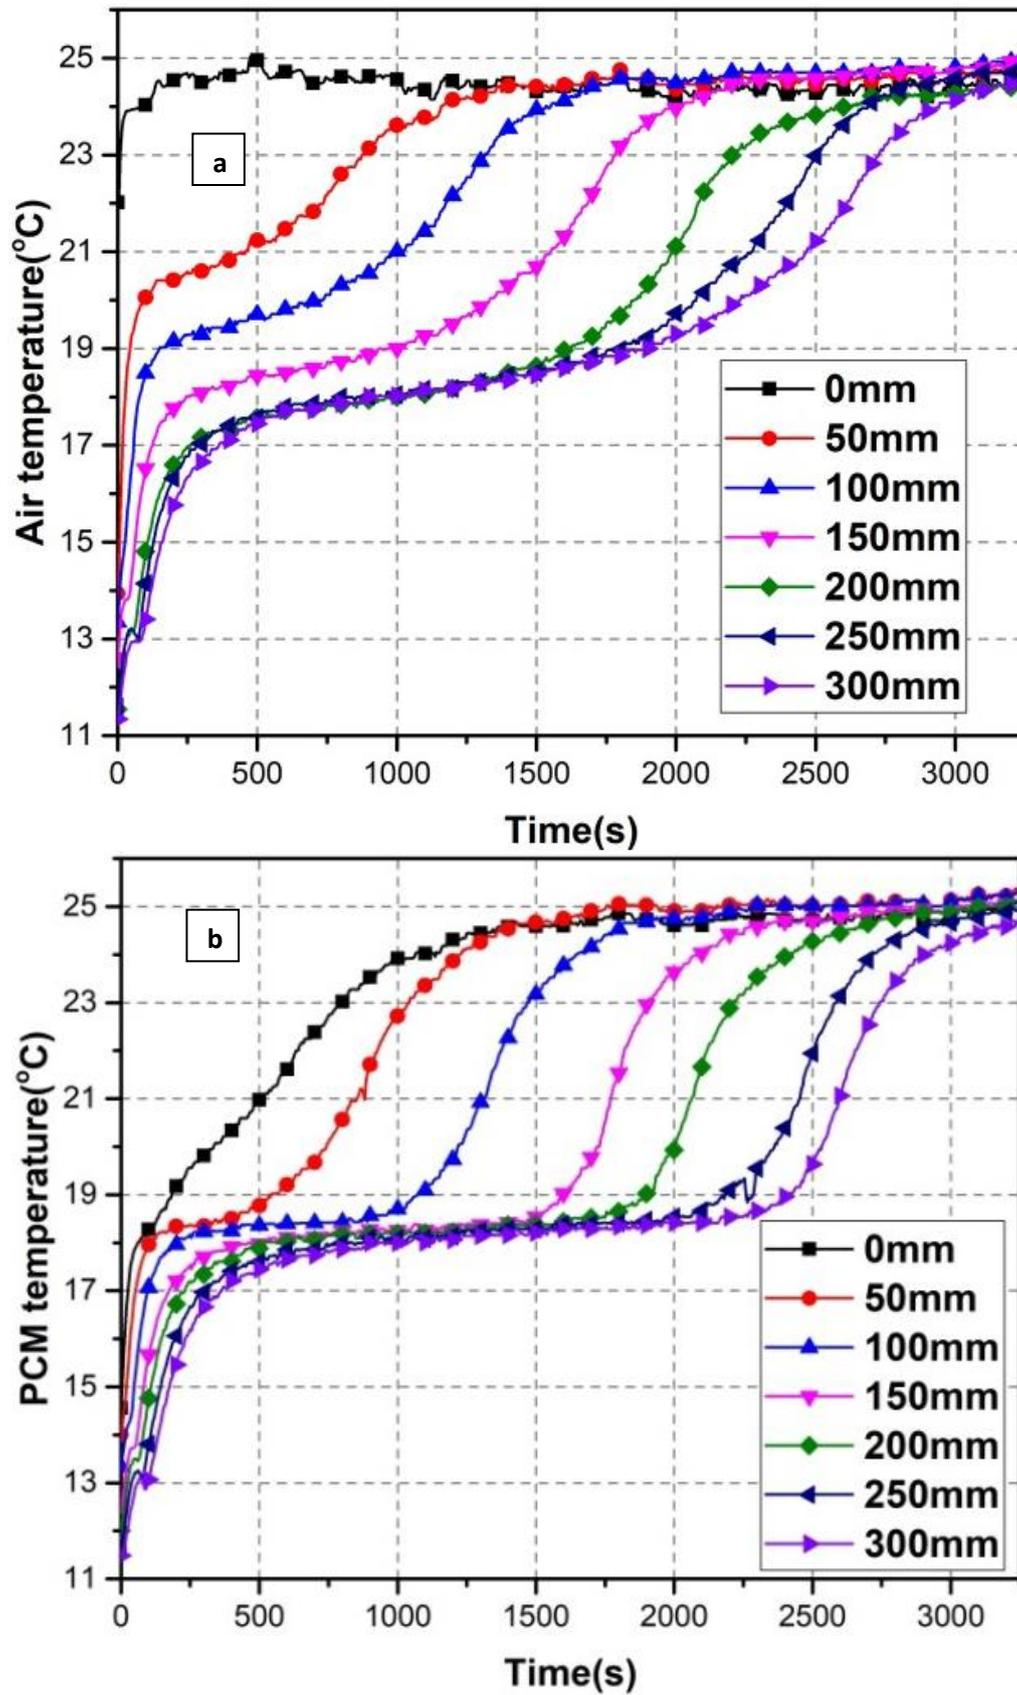 25
23
21
19
17
15
13
11
Air temperature(°C)
a
0mm
50mm
100mm
150mm
200mm
250mm
300mm
0 500 1000 1500 2000 2500 3000
Time(s)
25
23
21
19
17
15
13
11
PCM temperature(°C)
b
0mm
50mm
100mm
150mm
200mm
250mm
300mm
0 500 1000 1500 2000 2500 3000
Time(s)